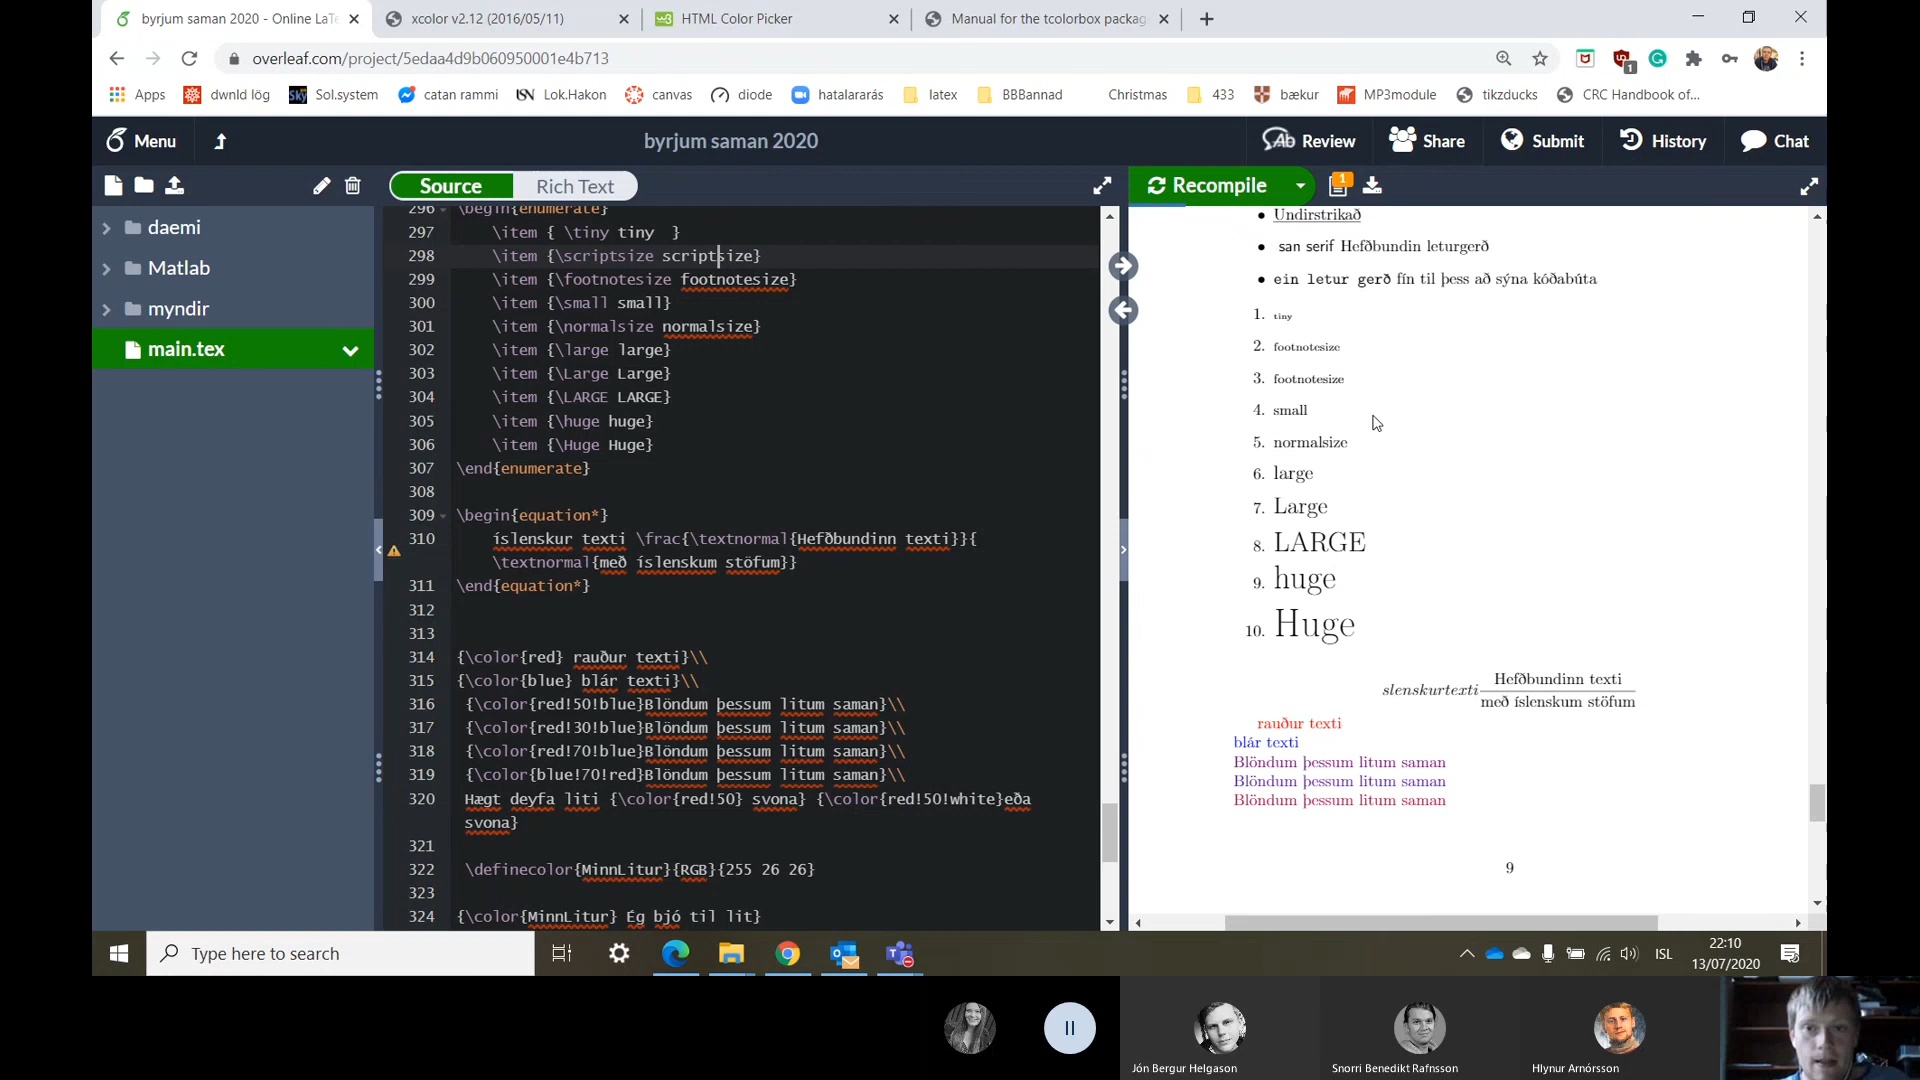 byrjum saman 2020 - Online LaTe
xcolor v2.12 (2016/05/11)
HTML Color Picker
Manual for the tcolorbox packag
overleaf.com/project/5edaa4d9b060950001e4b713
Apps
dwnld lög
Sol.system
catan rammi
Lok.Hakon
canvas
diode
hatalararás
latex
BBBannad
Christmas
433
bækur
MP3module
tikzducks
CRC Handbook of...
Menu
byrjum saman 2020
Review
Share
Submit
History
Chat
Source
Rich Text
Recompile
1
daemi
Matlab
myndir
main.tex
296 \begin{enumerate}
297 \item { \tiny tiny }
298 \item {\scriptsize scriptsize}
299 \item {\footnotesize footnotesize}
300 \item {\small small}
301 \item {\normalsize normalsize}
302 \item {\large large}
303 \item {\Large Large}
304 \item {\LARGE LARGE}
305 \item {\huge huge}
306 \item {\Huge Huge}
307 \end{enumerate}
308
309 \begin{equation*}
310 íslenskur texti \frac{\textnormal{Hefðbundinn texti}}{
\textnormal{með íslenskum stöfum}}
311 \end{equation*}
312
313
314 {\color{red} rauður texti}\\
315 {\color{blue} blár texti}\\
316 {\color{red!50!blue}Blöndum þessum litum saman}\\
317 {\color{red!30!blue}Blöndum þessum litum saman}\\
318 {\color{red!70!blue}Blöndum þessum litum saman}\\
319 {\color{blue!70!red}Blöndum þessum litum saman}\\
320 Hægt deyfa liti {\color{red!50} svona} {\color{red!50!white}eða
svona}
321
322 \definecolor{MinnLitur}{RGB}{255 26 26}
323
324 {\color{MinnLitur} Ég bjó til lit}
• Undirstrikað
• san serif Hefðbundin leturgerð
• ein letur gerð fín til þess að sýna kóðabúta
1. tiny
2. footnotesize
3. footnotesize
4. small
5. normalsize
6. large
7. Large
8. LARGE
9. huge
10. Huge
slenskurtexti Hefðbundinn texti
með íslenskum stöfum
rauður texti
blár texti
Blöndum þessum litum saman
Blöndum þessum litum saman
Blöndum þessum litum saman
9
Type here to search
ISL
22:10
13/07/2020
Jón Bergur Helgason
Snorri Benedikt Rafnsson
Hlynur Arnórsson